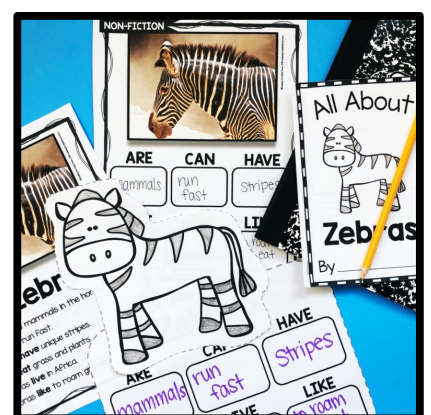 NON-FICTION
ARE CAN HAVE
mammals run fast stripes
LIKE
eat
All About
Zebras
By
mammals in the
run fast.
have unique stripes.
eat grass and plants.
live in Africa.
like to roam
ARE CAN HAVE
mammals run fast Stripes
LIKE
to roam